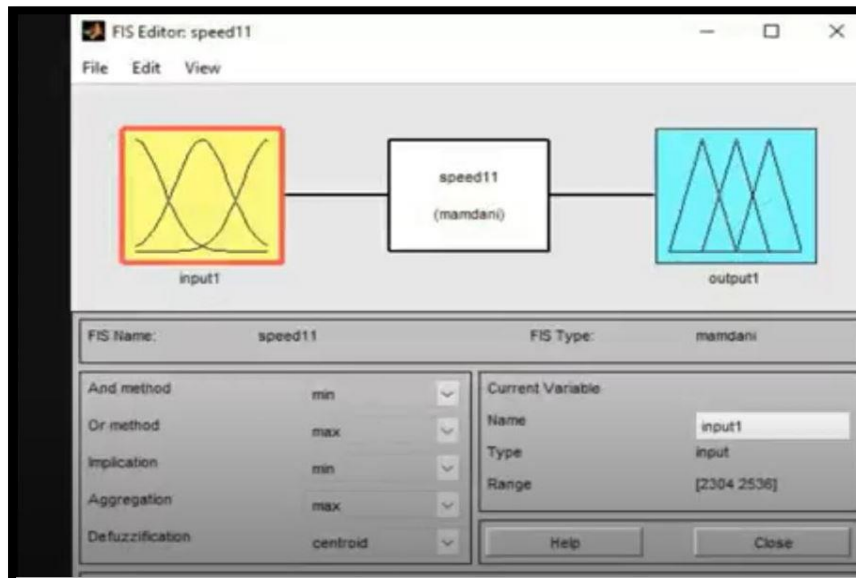 FIS Editor: speed11
File Edit View
speed11
(mamdani)
input1
output1
FIS Name: speed11 FIS Type: mamdani
And method min
Or method max
Implication min
Aggregation max
Defuzzification centroid
Current Variable
Name input1
Type input
Range [2304 2536]
Help Close